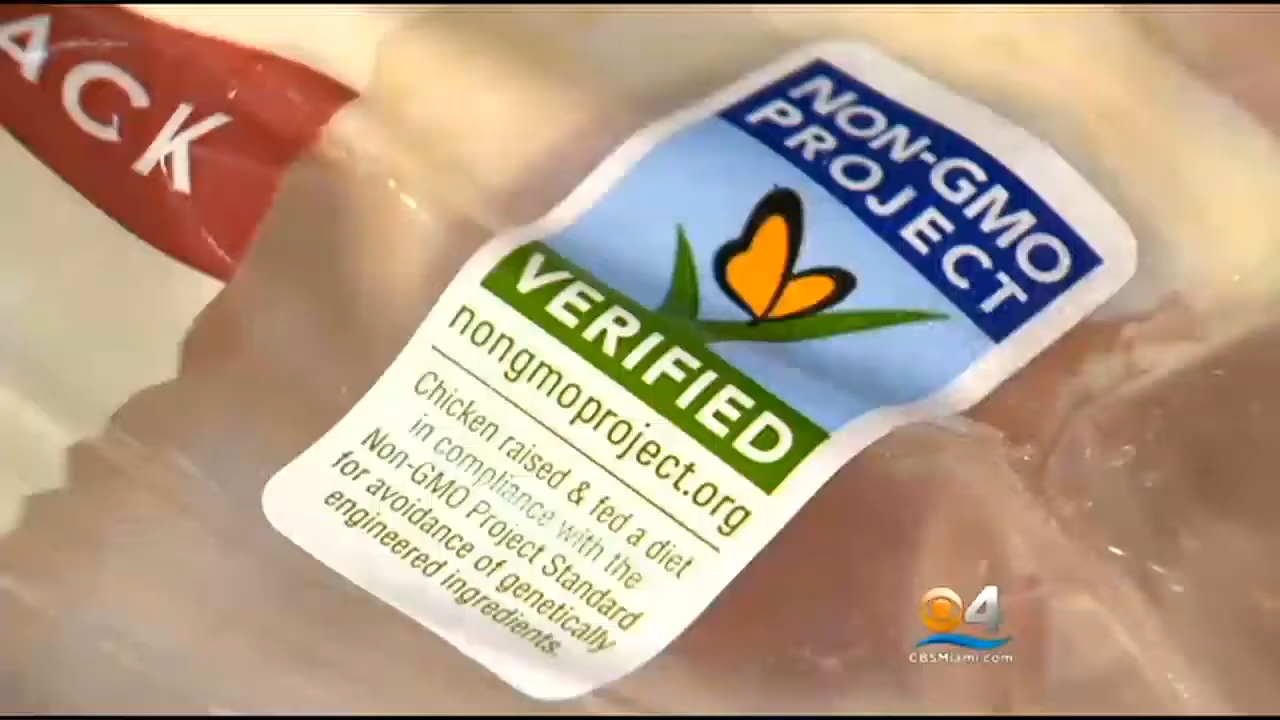 ACK
NON-GMO
PROJECT
VERIFIED
nongmoproject.org
Chicken raised & fed a diet
in compliance with the
Non-GMO Project Standard
for avoidance of genetically
engineered ingredients.
4
CBSMiami.com